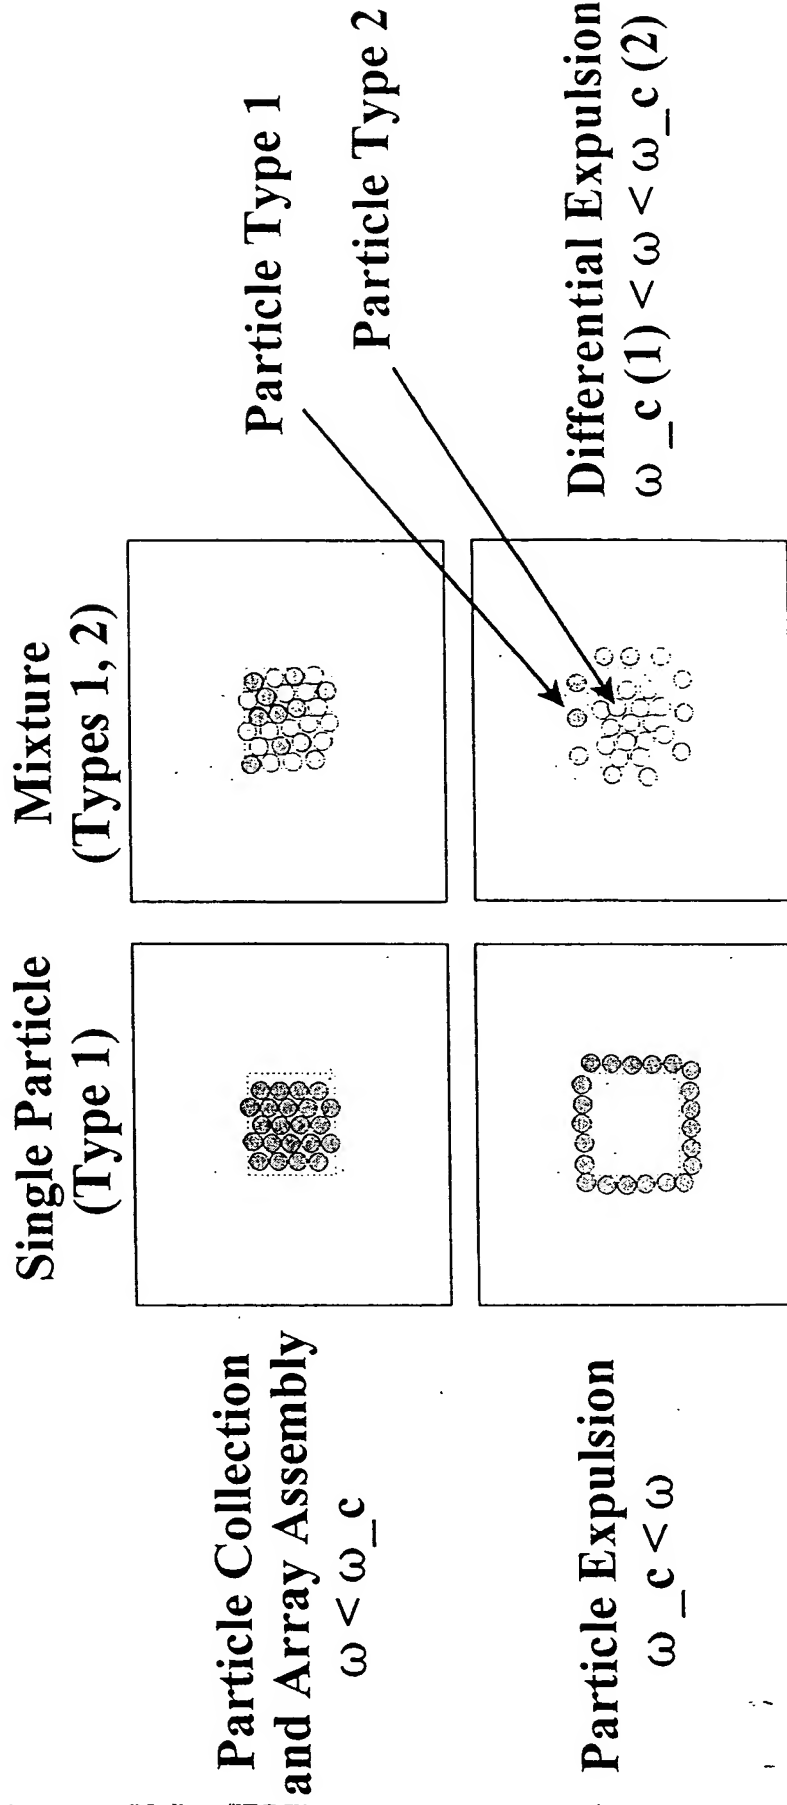 Single Particle
(Type 1)
Mixture
(Types 1, 2)
Particle Collection
and Array Assembly
ω < ω_c
Particle Type 1
Particle Type 2
Particle Expulsion
ω_c < ω
Differential Expulsion
ω_c (1) < ω < ω_c (2)